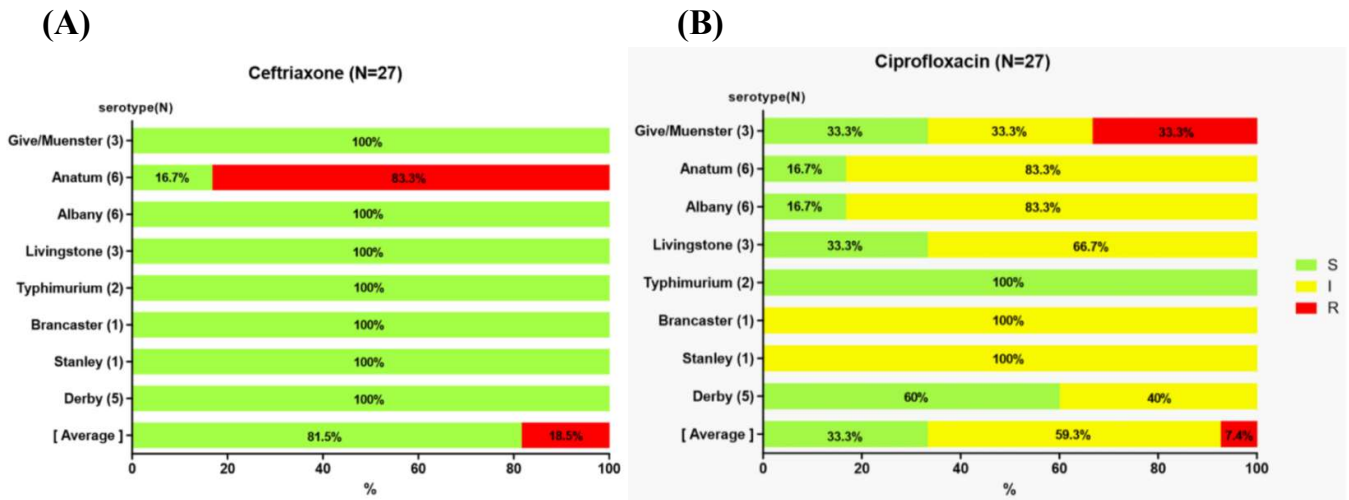 (A)
Ceftriaxone (N=27)
serotype(N)
Give/Muenster (3) 100%
Anatum (6) 16.7% 83.3%
Albany (6) 100%
Livingstone (3) 100%
Typhimurium (2) 100%
Brancaster (1) 100%
Stanley (1) 100%
Derby (5) 100%
[ Average ] 81.5% 18.5%
0 20 40 60 80 100
%
(B)
Ciprofloxacin (N=27)
serotype(N)
Give/Muenster (3) 33.3% 33.3% 33.3%
Anatum (6) 16.7% 83.3%
Albany (6) 16.7% 83.3%
Livingstone (3) 33.3% 66.7%
Typhimurium (2) 100%
Brancaster (1) 100%
Stanley (1) 100%
Derby (5) 60% 40%
[ Average ] 33.3% 59.3% 7.4%
0 20 40 60 80 100
%
S
I
R